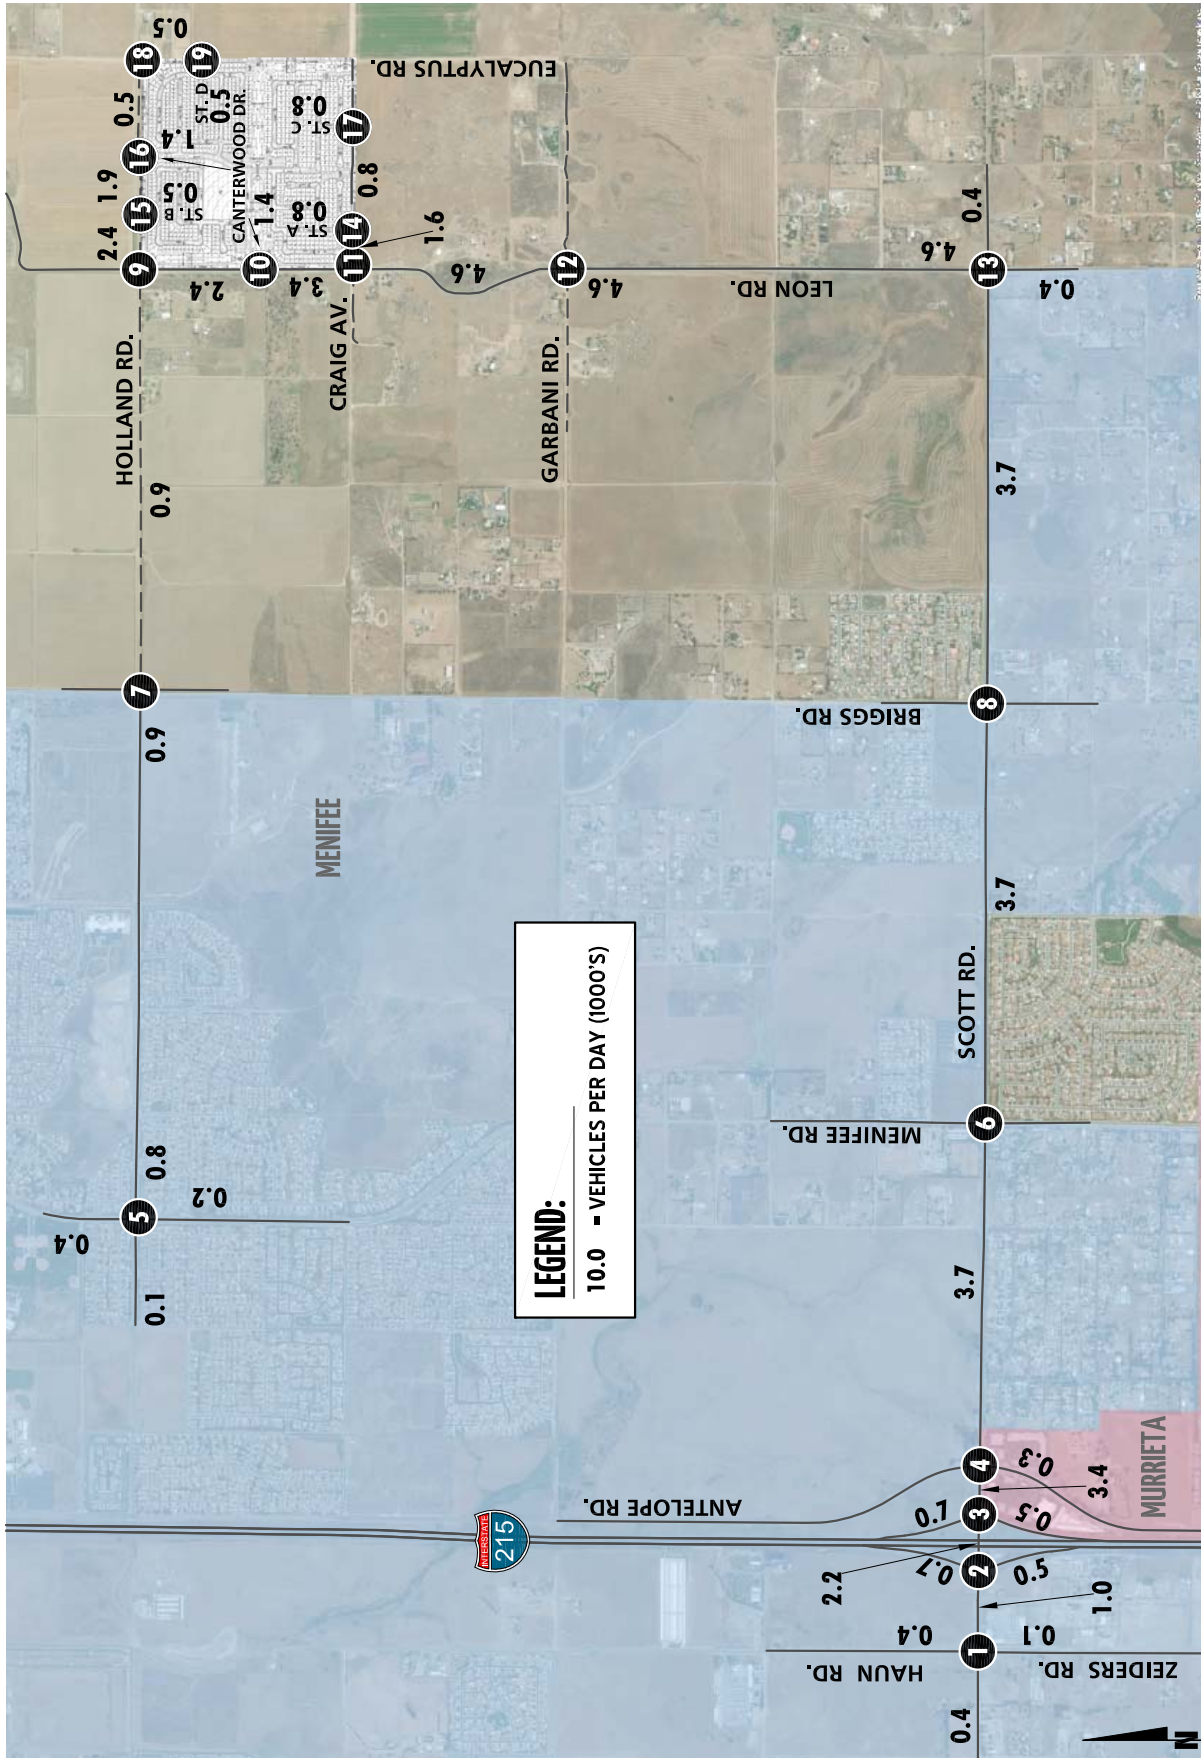 HOLLAND RD.
CRAIG AV.
GARBANI RD.
SCOTT RD.
EUCALYPTUS RD.
LEON RD.
BRIGGS RD.
MENIFEE RD.
ANTELOPE RD.
HAUN RD.
ZEIDERS RD.
CANTERWOOD DR.
ST. A
ST. B
ST. C
ST. D
MENIFEE
MURRIETA
INTERSTATE
215
LEGEND:
10.0 = VEHICLES PER DAY (1000'S)
1
2
3
4
5
6
7
8
9
10
11
12
13
14
15
16
17
18
19
0.1
0.8
0.9
0.9
2.4
1.9
0.5
0.5
0.4
0.2
2.4
3.4
1.4
1.4
0.5
0.5
0.8
0.8
0.8
1.6
4.6
4.6
4.6
0.4
0.4
3.7
3.7
3.7
3.4
0.3
0.7
0.5
2.2
0.7
0.5
1.0
0.4
0.1
0.4
N